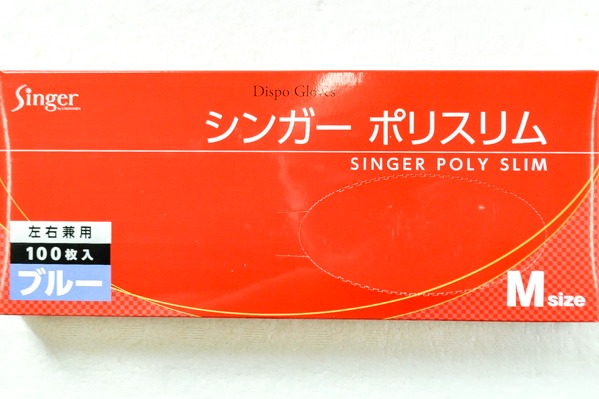 Singer
Dispo Gloves
シンガー ポリスリム
SINGER POLY SLIM
左右兼用
100枚入
ブルー
M size